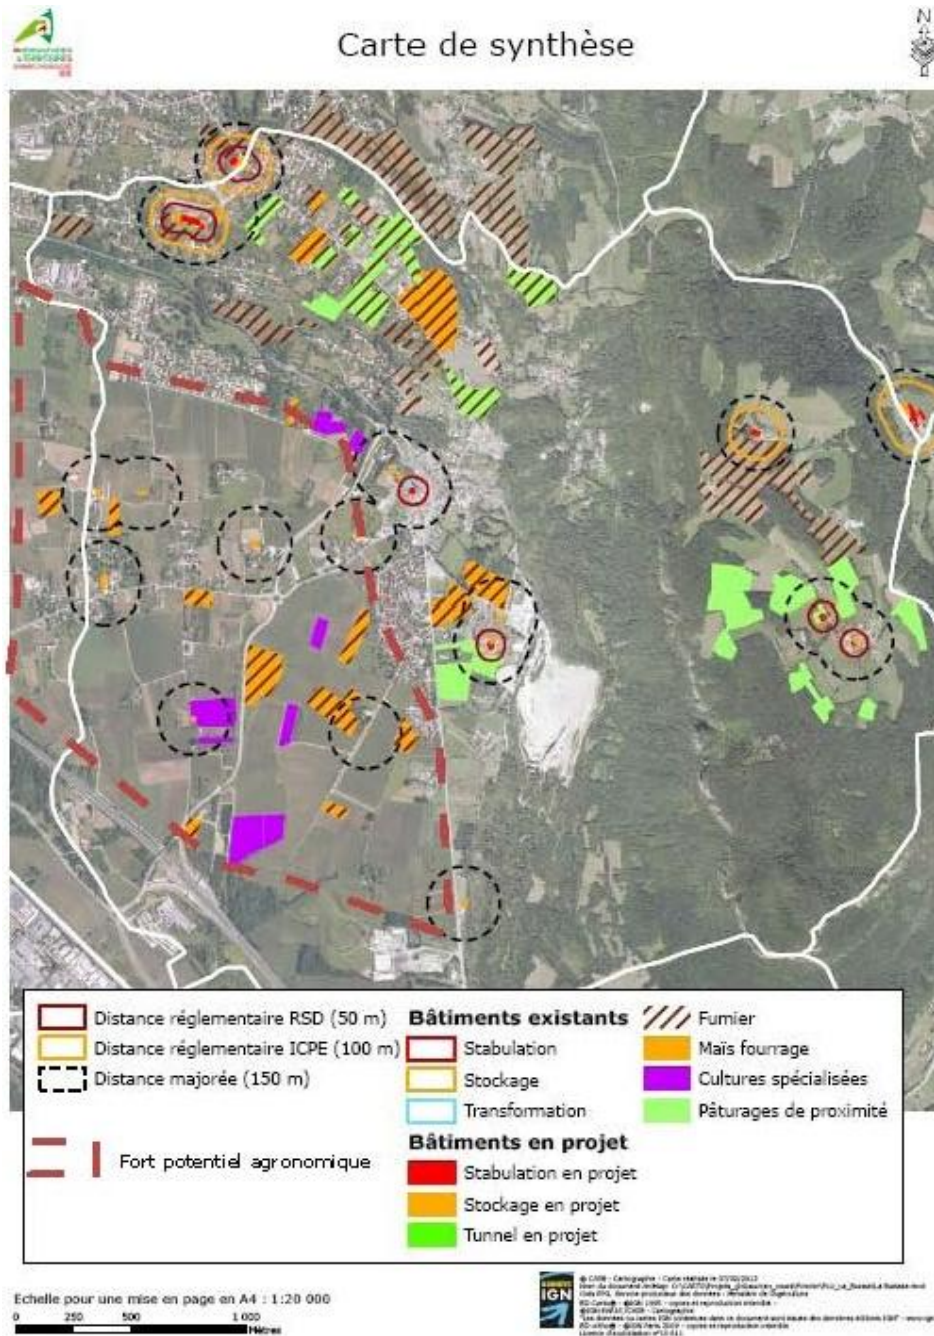 Carte de synthèse
N
Distance réglementaire RSD (50 m)
Distance réglementaire ICPE (100 m)
Distance majorée (150 m)
Fort potentiel agronomique
Bâtiments existants
Stabulation
Stockage
Transformation
Bâtiments en projet
Stabulation en projet
Stockage en projet
Tunnel en projet
Fumier
Maïs fourrage
Cultures spécialisées
Pâturages de proximité
Echelle pour une mise en page en A4 : 1:20 000
0 250 500 1 000
Mètres
IGN